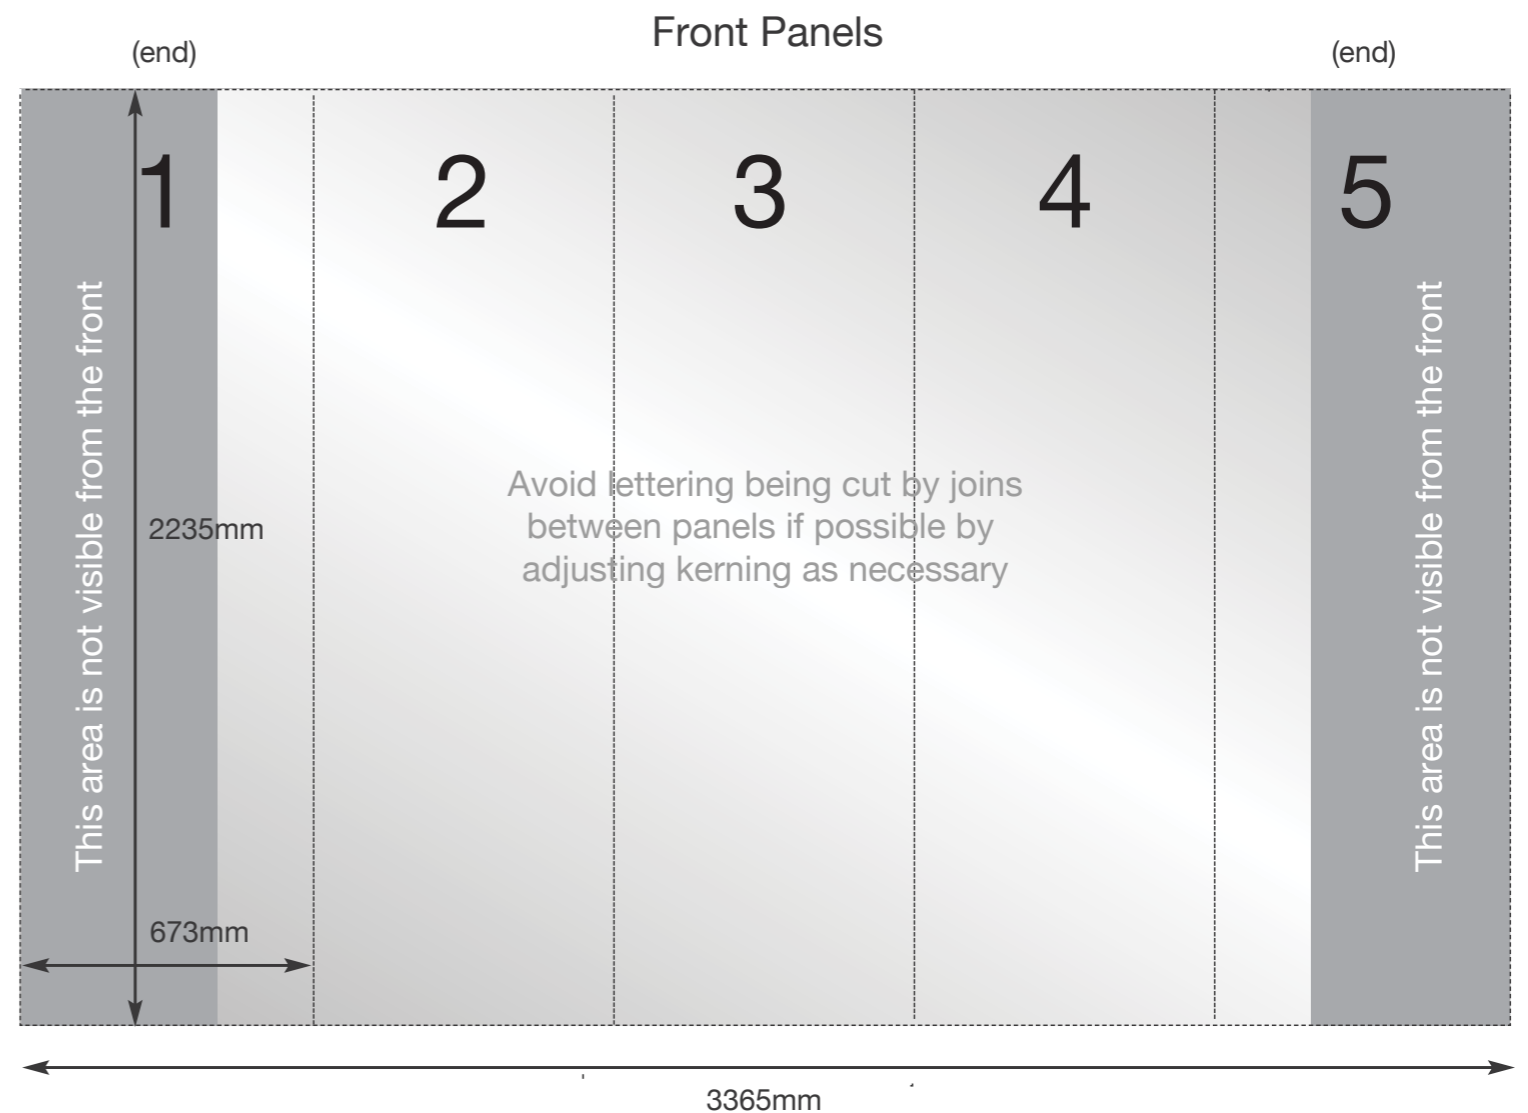 Front Panels
(end)
(end)
1
2
3
4
5
This area is not visible from the front
This area is not visible from the front
Avoid lettering being cut by joins
between panels if possible by
adjusting kerning as necessary
2235mm
673mm
3365mm